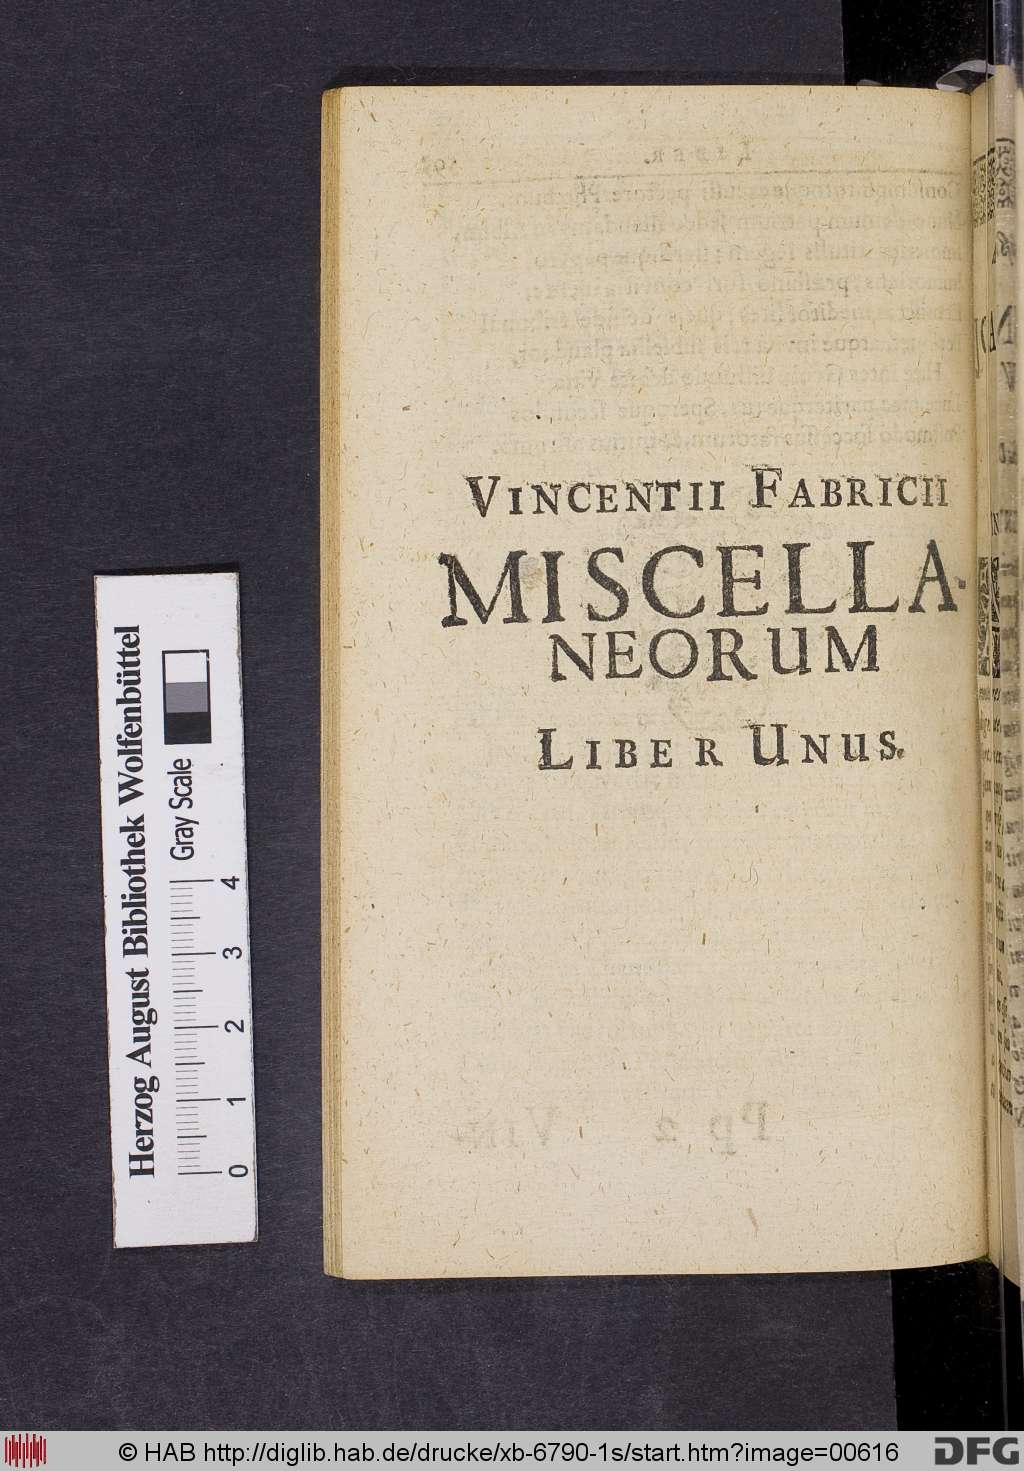 VINCENTII FABRICII
MISCELLA-
NEORUM
LIBER UNUS.
Herzog August Bibliothek Wolfenbüttel
Gray Scale
0 1 2 3 4
© HAB http://diglib.hab.de/drucke/xb-6790-1s/start.htm?image=00616
DFG